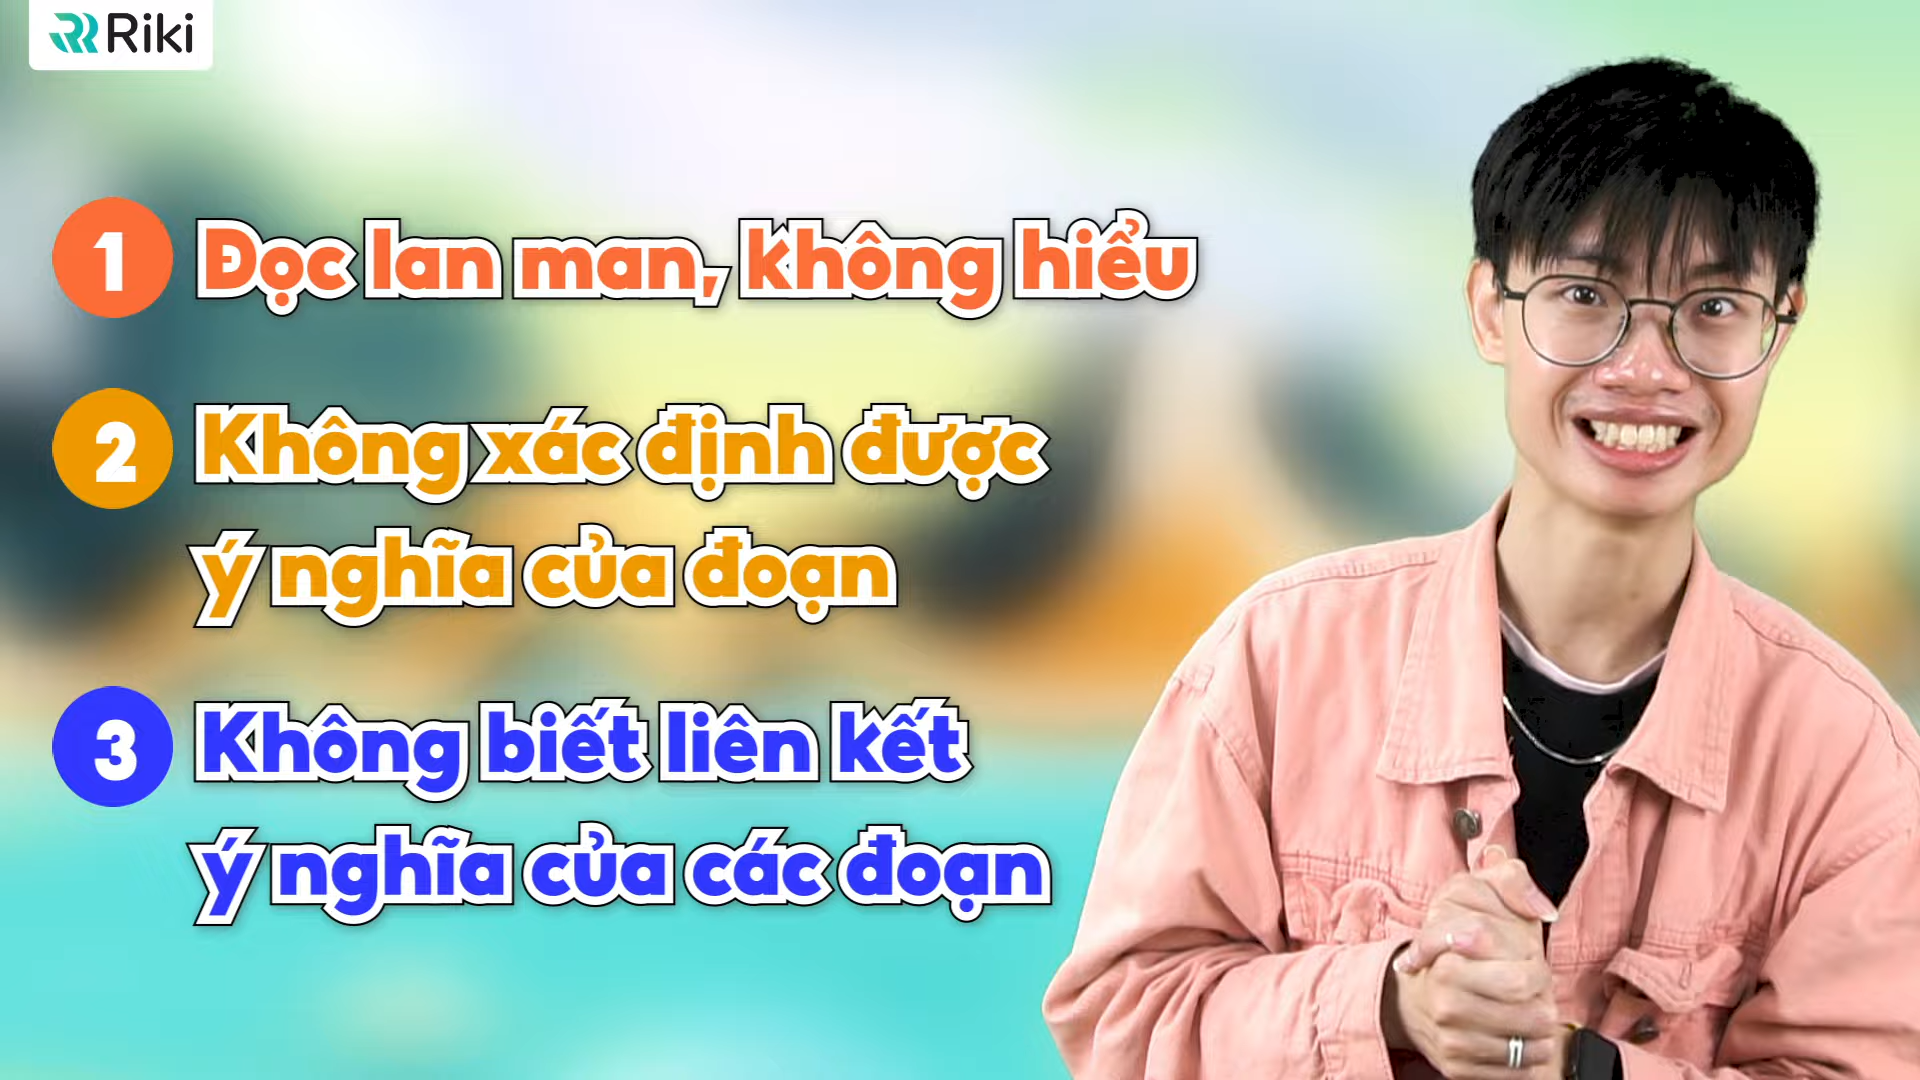 Riki
1 Đọc lan man, không hiểu
2 Không xác định được
ý nghĩa của đoạn
3 Không biết liên kết
ý nghĩa của các đoạn